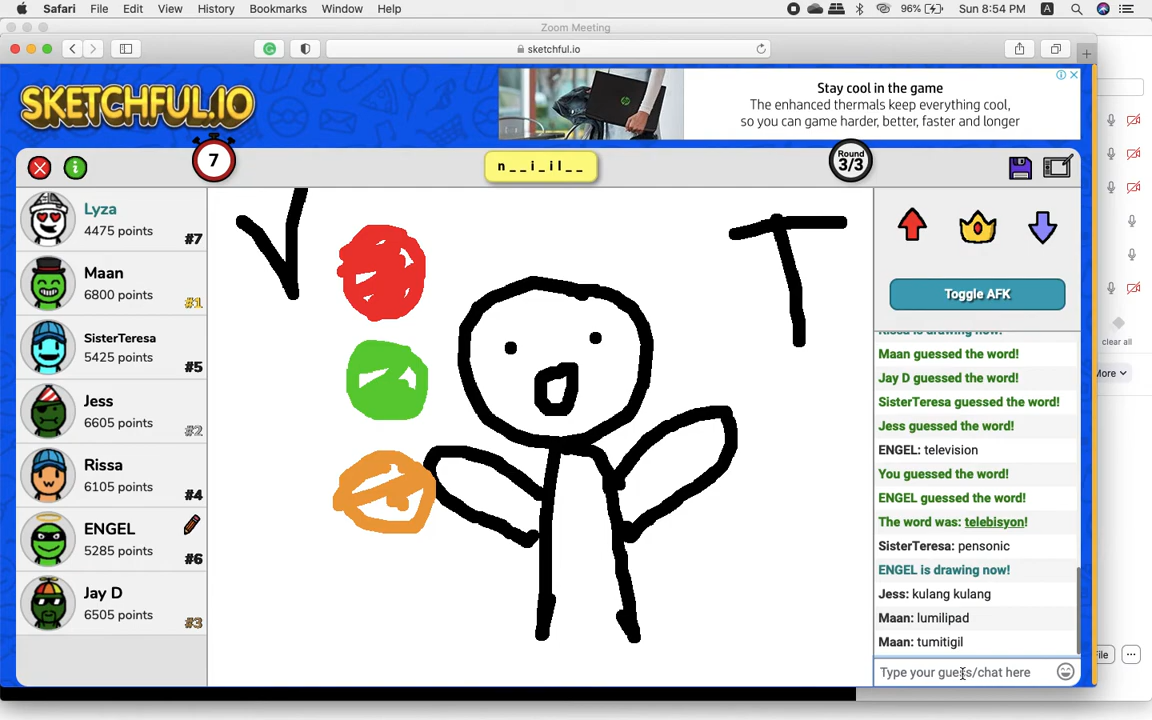 Safari File Edit View History Bookmarks Window Help 96% Sun 8:54 PM A
Zoom Meeting
sketchful.io
SKETCHFUL.IO
Stay cool in the game
The enhanced thermals keep everything cool,
so you can game harder, better, faster and longer
7
n__i_il__
Round
3/3
Lyza
4475 points
#7
Maan
6800 points
#1
SisterTeresa
5425 points
#5
Jess
6605 points
#2
Rissa
6105 points
#4
ENGEL
5285 points
#6
Jay D
6505 points
#3
V T
Toggle AFK
Rissa is drawing now!
Maan guessed the word!
Jay D guessed the word!
SisterTeresa guessed the word!
Jess guessed the word!
ENGEL: television
You guessed the word!
ENGEL guessed the word!
The word was: telebisyon!
SisterTeresa: pensonic
ENGEL is drawing now!
Jess: kulang kulang
Maan: lumilipad
Maan: tumitigil
Type your guess/chat here
clear all
More
File